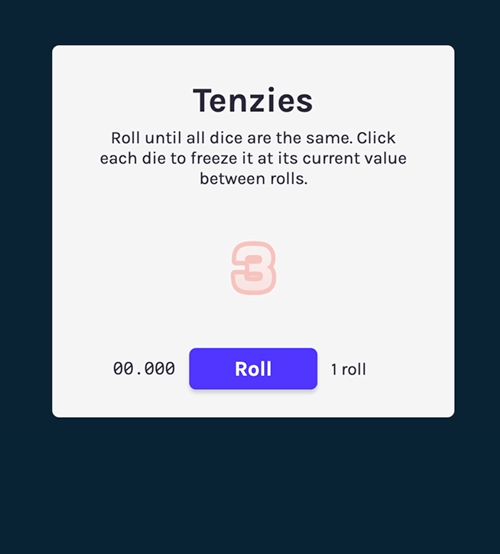 Tenzies
Roll until all dice are the same. Click
each die to freeze it at its current value
between rolls.
3
00.000
Roll
1 roll